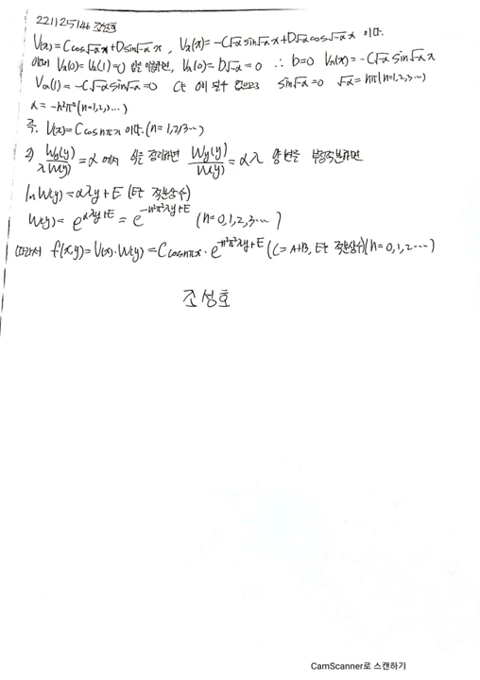 221125146 조성호
V(x) = C cos√-α x + D sin√-α x , Vx(x) = -C√-α sin√-α x + D√-α cos√-α x 이다.
이때 Vx(0) = Vx(1) = 0 임을 이용하면, Vx(0) = D√-α = 0 ∴ D=0 Vx(x) = -C√-α sin√-α x
Vx(1) = -C√-α sin√-α = 0 C는 0이 될수 없으므로 sin√-α = 0 √-α = nπ(n=1,2,3,···)
α = -n²π²(n=1,2,3···)
즉. V(x) = C cos nπx 이다.(n=1,2,3···)
Wy(y)/λW(y) = α 에서 식을 정리하면 Wy(y)/W(y) = αλ 양변을 부정적분하면
ln W(y) = αλy + E (E는 적분상수)
W(y) = e^{αλy+E} = e^{-n²π²λy+E} (n=0,1,2,3···)
따라서 f(x,y) = V(x)·W(y) = C cos nπx · e^{-n²π²λy+E} (C=A+B, E는 적분상수)(n=0,1,2···)
조성호
CamScanner로 스캔하기